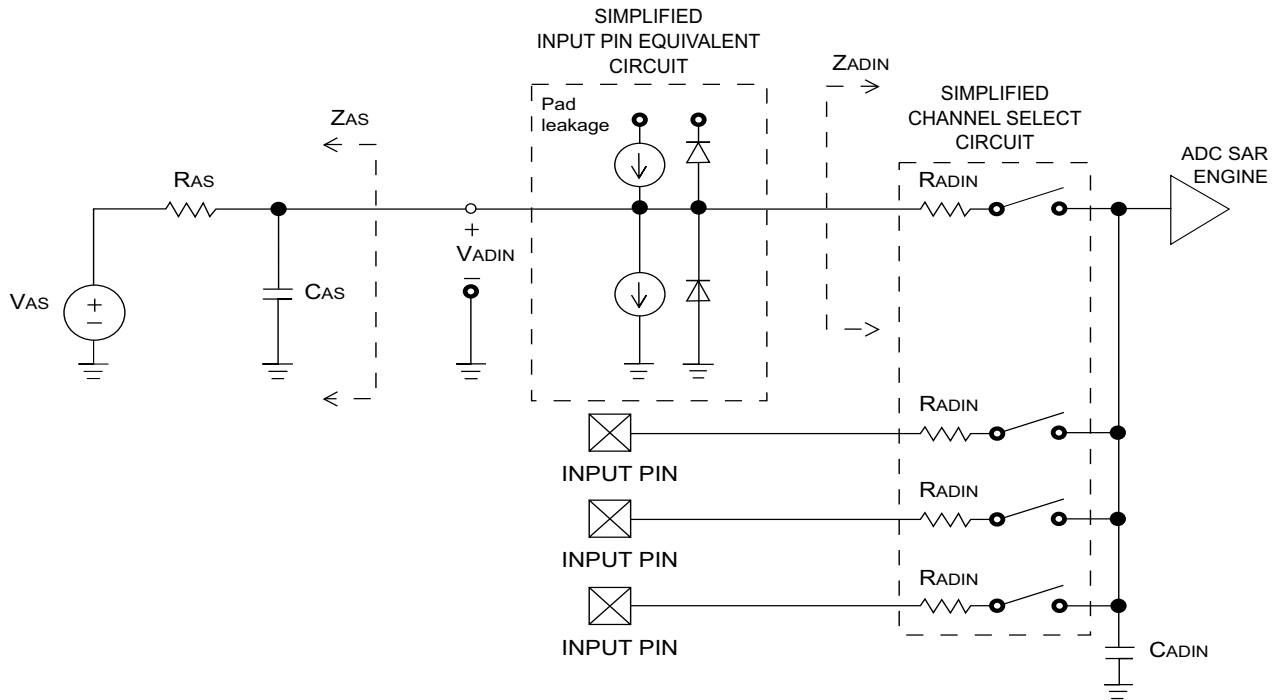 SIMPLIFIED
INPUT PIN EQUIVALENT
CIRCUIT
Pad
leakage
ZAS
RAS
CAS
VAS
+
–
+
VADIN
–
ZADIN
SIMPLIFIED
CHANNEL SELECT
CIRCUIT
RADIN
ADC SAR
ENGINE
RADIN
INPUT PIN
RADIN
INPUT PIN
RADIN
INPUT PIN
CADIN